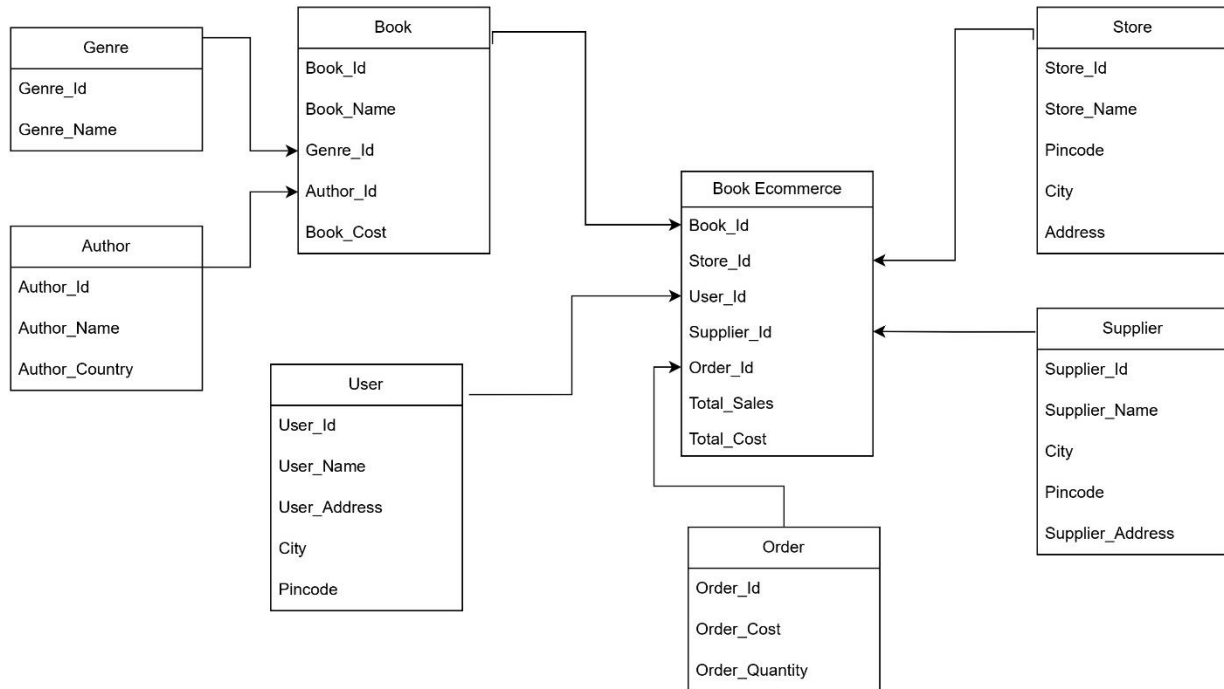 Genre
Genre_Id
Genre_Name
Book
Book_Id
Book_Name
Genre_Id
Author_Id
Book_Cost
Store
Store_Id
Store_Name
Pincode
City
Address
Author
Author_Id
Author_Name
Author_Country
Book Ecommerce
Book_Id
Store_Id
User_Id
Supplier_Id
Order_Id
Total_Sales
Total_Cost
Supplier
Supplier_Id
Supplier_Name
City
Pincode
Supplier_Address
User
User_Id
User_Name
User_Address
City
Pincode
Order
Order_Id
Order_Cost
Order_Quantity